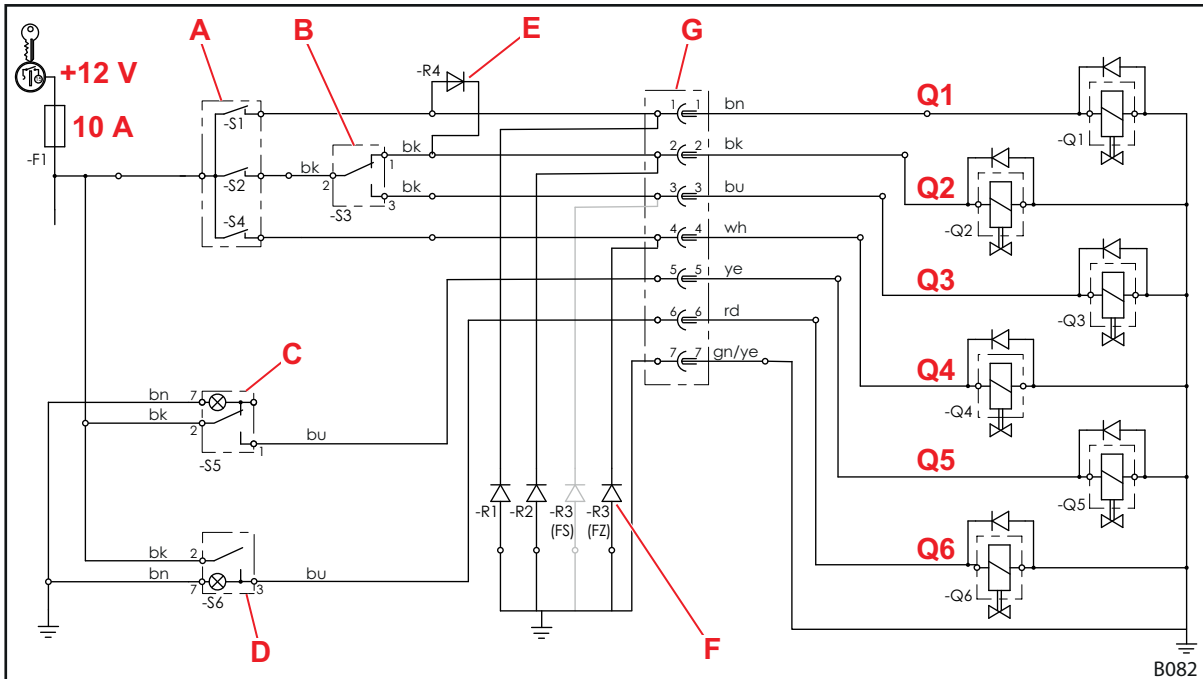 A B E G
+12 V -R4 Q1
10 A -S1 1 1 bn
-F1 bk 1 -Q1
-S2 bk 2 2 2 bk
-S3 bk 3 3 3 bu Q2
-S4 -Q2
4 4 wh
5 5 ye Q3
6 6 rd -Q3
C 7 7 gn/ye Q4
bn 7 -Q4
bk 2 bu 1
-S5 Q5
-R1 -R2 -R3 (FS) -R3 (FZ) -Q5
bk 2 Q6
bn 7 bu 3
-S6 -Q6
D F
B082